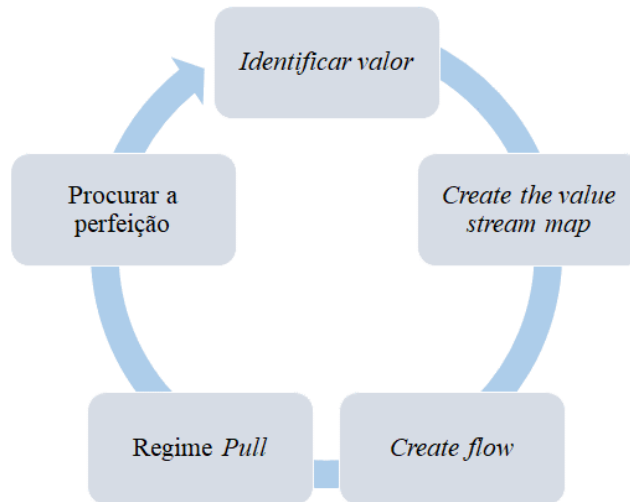 Identificar valor
Create the value
stream map
Create flow
Regime Pull
Procurar a
perfeição